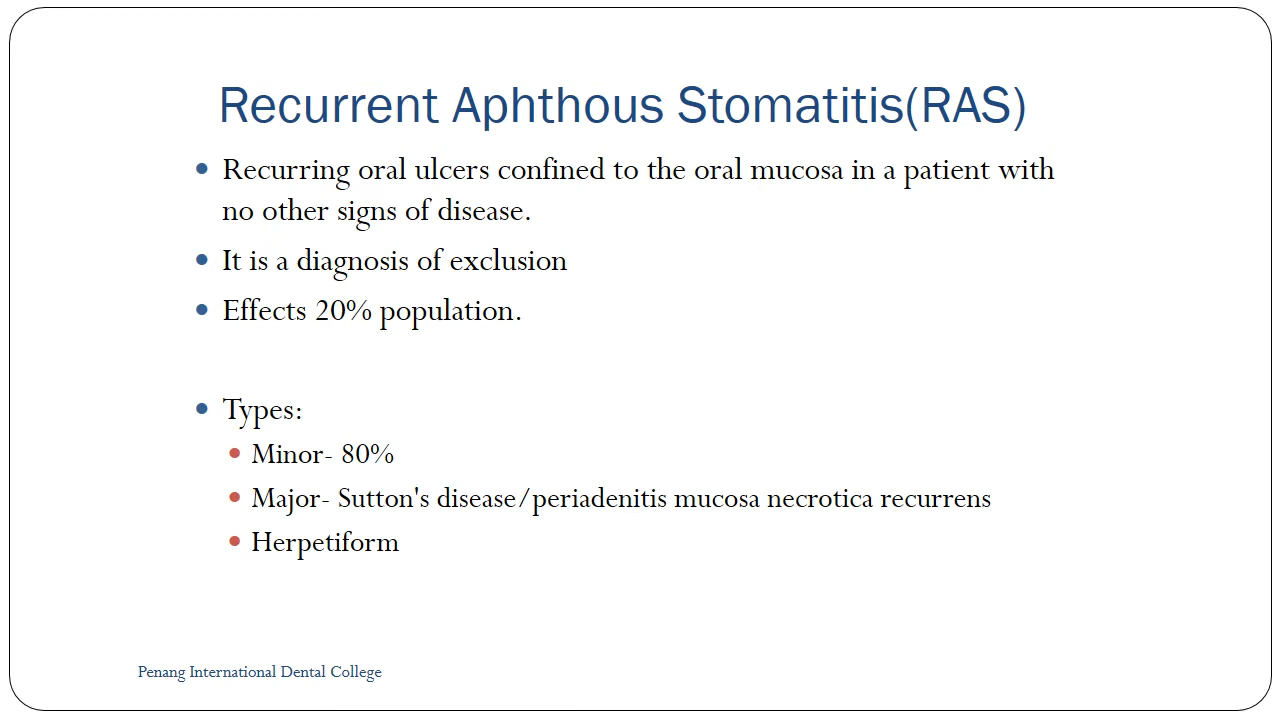 Recurrent Aphthous Stomatitis(RAS)
• Recurring oral ulcers confined to the oral mucosa in a patient with
no other signs of disease.
• It is a diagnosis of exclusion
• Effects 20% population.
• Types:
• Minor- 80%
• Major- Sutton's disease/periadenitis mucosa necrotica recurrens
• Herpetiform
Penang International Dental College